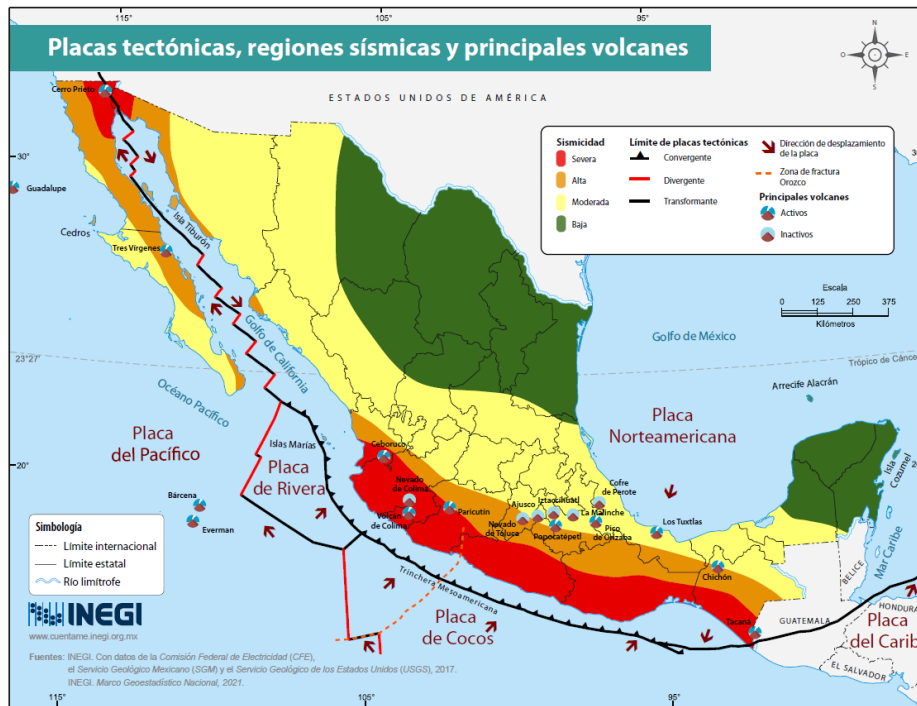 115°
105°
95°
Placas tectónicas, regiones sísmicas y principales volcanes
N
O
E
S
Cerro Prieto
ESTADOS UNIDOS DE AMÉRICA
Sismicidad
Severa
Alta
Moderada
Baja
Límite de placas tectónicas
Convergente
Divergente
Transformante
Dirección de desplazamiento
de la placa
Zona de fractura
Orozco
Principales volcanes
Activos
Inactivos
30°
Guadalupe
Isla Tiburón
Cedros
Tres Vírgenes
Escala
0 125 250 375
Kilómetros
Golfo de California
Golfo de México
23°27'
Trópico de Cánce
Océano Pacífico
Arrecife Alacrán
Placa
Norteamericana
Placa
del Pacífico
Islas Marías
Ceboruco
Isla
Cozumel
20°
Placa
de Rivera
Nevado
de Colima
Cofre
de Perote
Iztaccíhuatl
Ajusco
La Malinche
Bárcena
Volcán
de Colima
Paricutín
Nevado
de Toluca
Popocatépetl
Pico
de Orizaba
Los Tuxtlas
Everman
Mar Caribe
Simbología
Límite internacional
Límite estatal
Río limítrofe
Chichón
BELICE
Trinchera Mesoamericana
INEGI
www.cuentame.inegi.org.mx
Placa
de Cocos
Tacaná
GUATEMALA
HONDURA
Placa
del Carib
EL SALVADOR
Fuentes: INEGI. Con datos de la Comisión Federal de Electricidad (CFE),
el Servicio Geológico Mexicano (SGM) y el Servicio Geológico de los Estados Unidos (USGS), 2017.
INEGI. Marco Geoestadístico Nacional, 2021.
115°
105°
95°